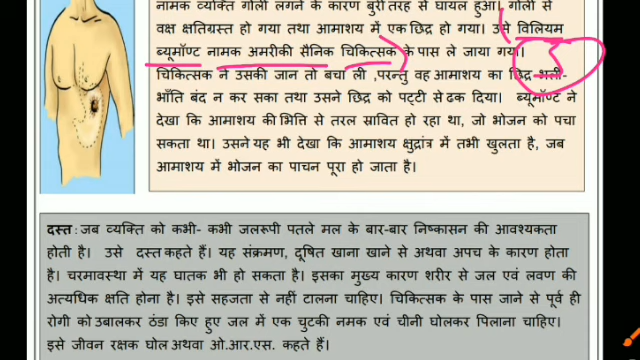 नामक व्यक्ति गोली लगने के कारण बुरी तरह से घायल हुआ। गोली से
वक्ष क्षतिग्रस्त हो गया तथा आमाशय में एक छिद्र हो गया। उसे विलियम
ब्यूमॉण्ट नामक अमरीकी सैनिक चिकित्सक के पास ले जाया गया।
चिकित्सक ने उसकी जान तो बचा ली ,परन्तु वह आमाशय का छिद्र भली-
भाँति बंद न कर सका तथा उसने छिद्र को पट्टी से ढक दिया। ब्यूमॉण्ट ने
देखा कि आमाशय की भित्ति से तरल स्रावित हो रहा था, जो भोजन को पचा
सकता था। उसने यह भी देखा कि आमाशय क्षुद्रांत्र में तभी खुलता है, जब
आमाशय में भोजन का पाचन पूरा हो जाता है।
दस्त : जब व्यक्ति को कभी- कभी जलरूपी पतले मल के बार-बार निष्कासन की आवश्यकता
होती है। उसे दस्त कहते हैं। यह संक्रमण, दूषित खाना खाने से अथवा अपच के कारण होता
है। चरमावस्था में यह घातक भी हो सकता है। इसका मुख्य कारण शरीर से जल एवं लवण की
अत्यधिक क्षति होना है। इसे सहजता से नहीं टालना चाहिए। चिकित्सक के पास जाने से पूर्व ही
रोगी को उबालकर ठंडा किए हुए जल में एक चुटकी नमक एवं चीनी घोलकर पिलाना चाहिए।
इसे जीवन रक्षक घोल अथवा ओ.आर.एस. कहते हैं।